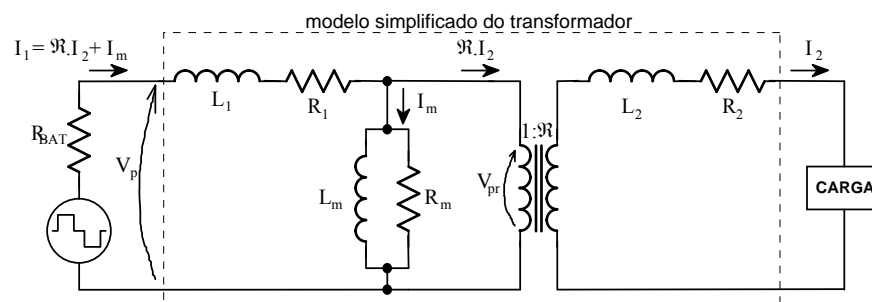 modelo simplificado do transformador
I₁= ℜ.I₂+ Iₘ
ℜ.I₂
I₂
L₁
R₁
Iₘ
L₂
R₂
R_BAT
Vₚ
1:ℜ
Lₘ
Rₘ
Vₚᵣ
CARGA